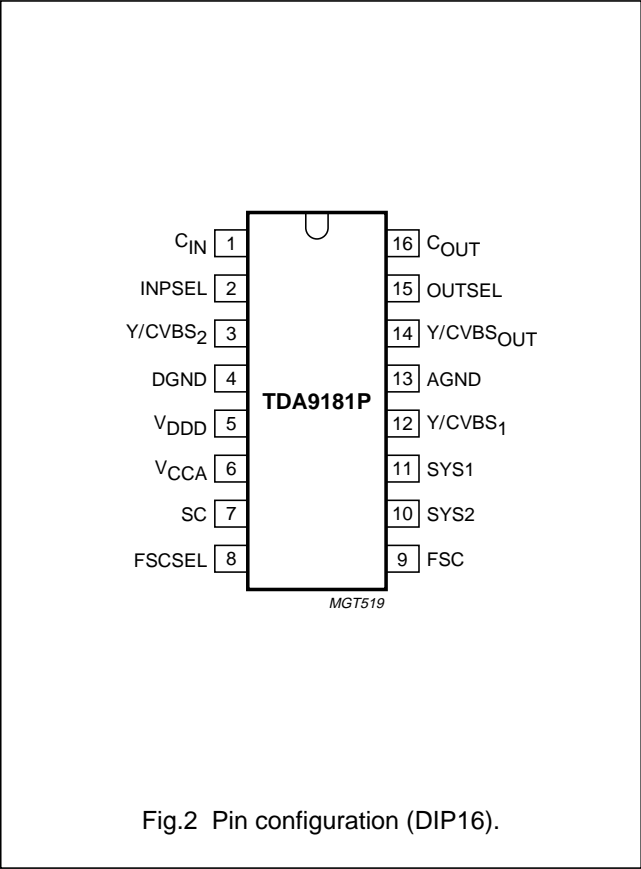 C_IN 1 16 C_OUT
INPSEL 2 15 OUTSEL
Y/CVBS_2 3 14 Y/CVBS_OUT
DGND 4 13 AGND
TDA9181P
V_DDD 5 12 Y/CVBS_1
V_CCA 6 11 SYS1
SC 7 10 SYS2
FSCSEL 8 9 FSC
MGT519
Fig.2 Pin configuration (DIP16).